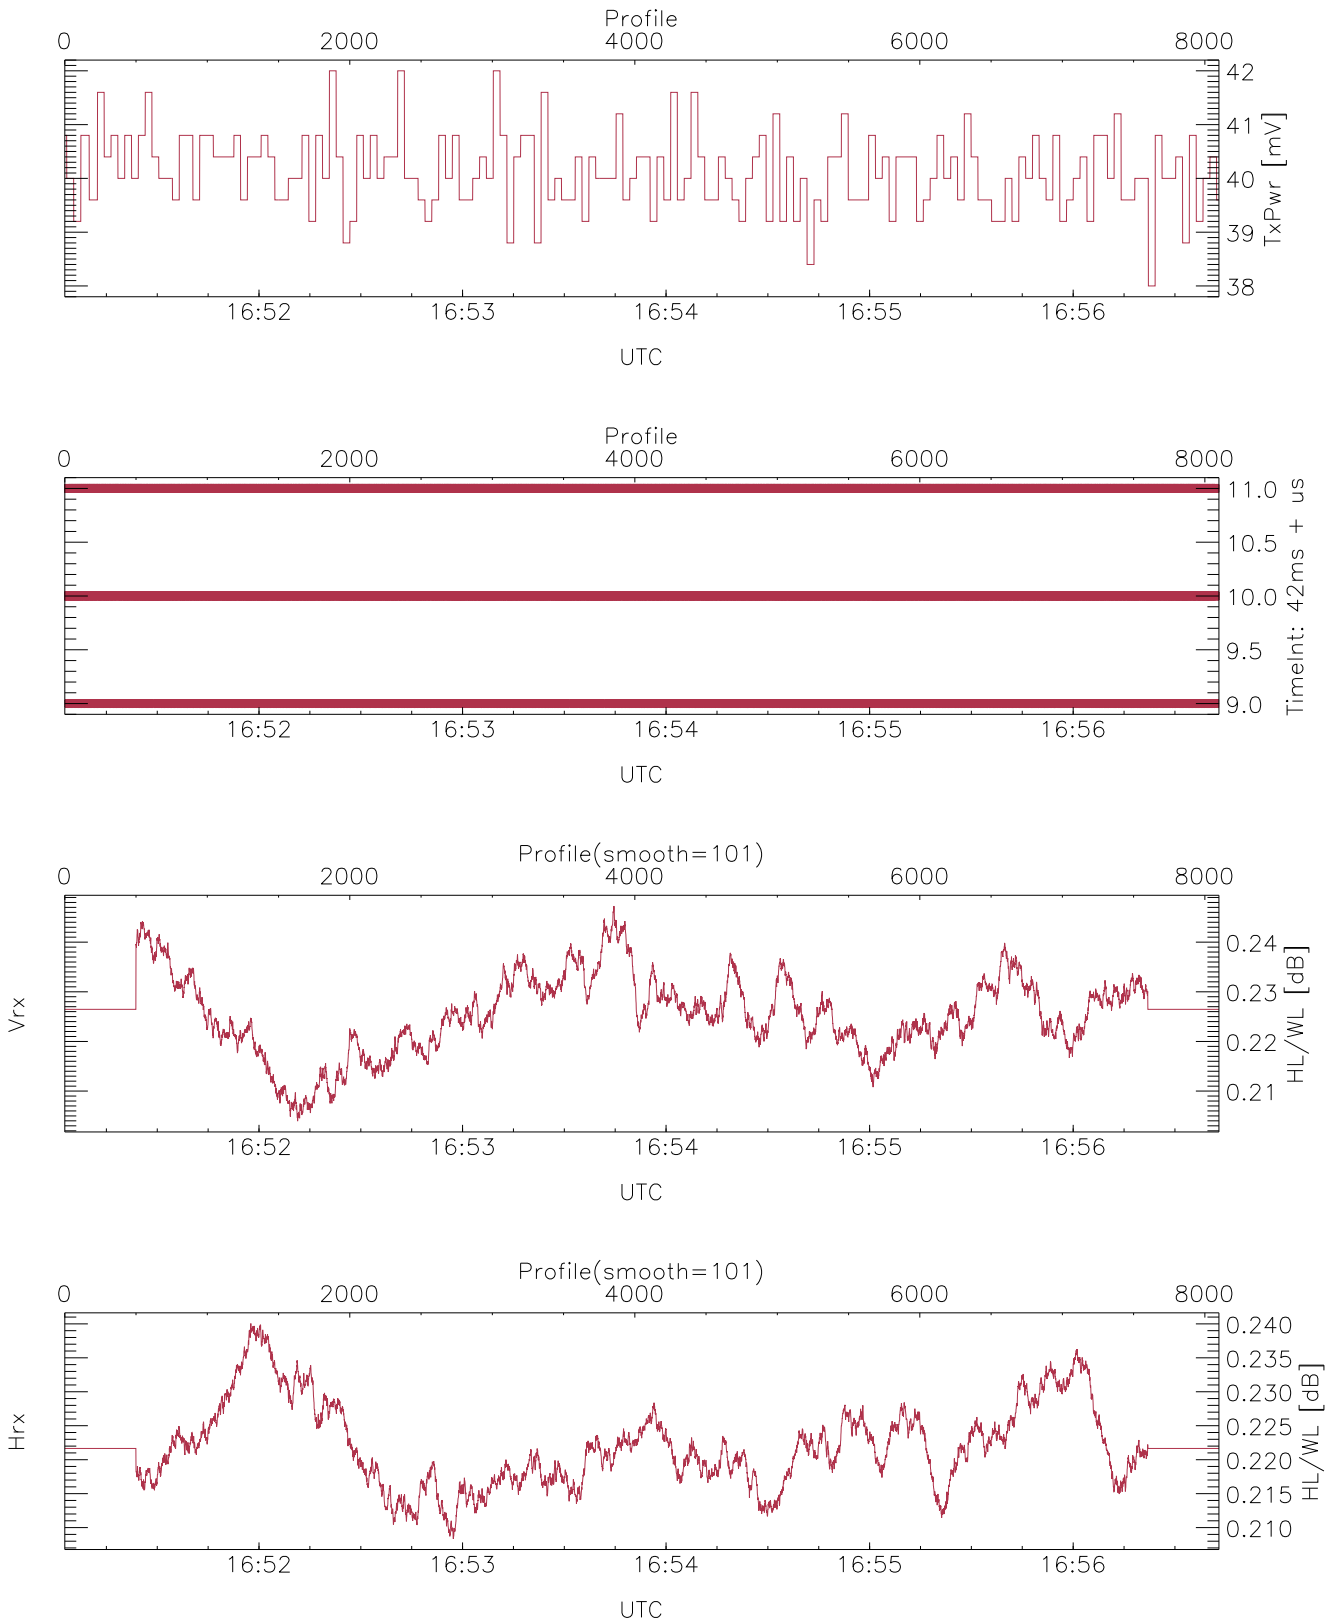 Profile
0 2000 4000 6000 8000
42
41
40
39
38
TxPwr [mV]
16:52 16:53 16:54 16:55 16:56
UTC
Profile
0 2000 4000 6000 8000
11.0
10.5
10.0
9.5
9.0
TimeInt: 42ms + us
16:52 16:53 16:54 16:55 16:56
UTC
Profile(smooth=101)
0 2000 4000 6000 8000
Vrx
0.24
0.23
0.22
0.21
HL/WL [dB]
16:52 16:53 16:54 16:55 16:56
UTC
Profile(smooth=101)
0 2000 4000 6000 8000
Hrx
0.240
0.235
0.230
0.225
0.220
0.215
0.210
HL/WL [dB]
16:52 16:53 16:54 16:55 16:56
UTC